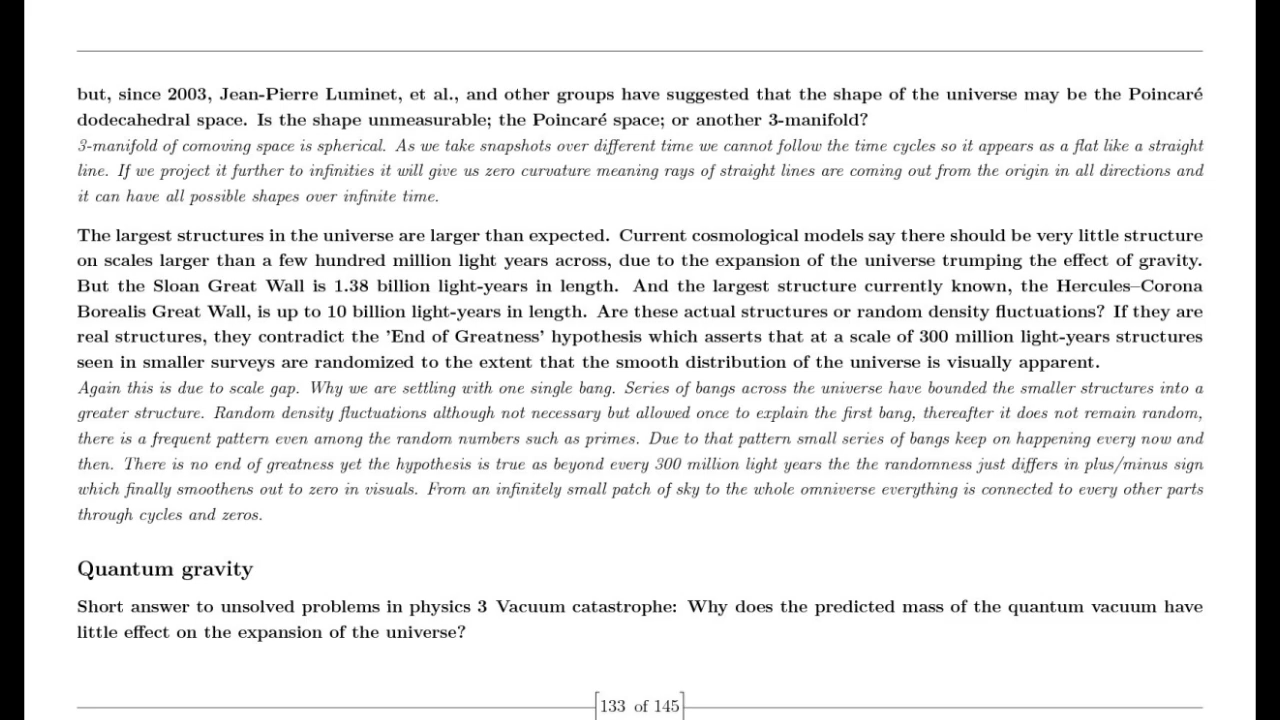 but, since 2003, Jean-Pierre Luminet, et al., and other groups have suggested that the shape of the universe may be the Poincaré
dodecahedral space. Is the shape unmeasurable; the Poincaré space; or another 3-manifold?
3-manifold of comoving space is spherical. As we take snapshots over different time we cannot follow the time cycles so it appears as a flat like a straight
line. If we project it further to infinities it will give us zero curvature meaning rays of straight lines are coming out from the origin in all directions and
it can have all possible shapes over infinite time.
The largest structures in the universe are larger than expected. Current cosmological models say there should be very little structure
on scales larger than a few hundred million light years across, due to the expansion of the universe trumping the effect of gravity.
But the Sloan Great Wall is 1.38 billion light-years in length. And the largest structure currently known, the Hercules–Corona
Borealis Great Wall, is up to 10 billion light-years in length. Are these actual structures or random density fluctuations? If they are
real structures, they contradict the 'End of Greatness' hypothesis which asserts that at a scale of 300 million light-years structures
seen in smaller surveys are randomized to the extent that the smooth distribution of the universe is visually apparent.
Again this is due to scale gap. Why we are settling with one single bang. Series of bangs across the universe have bounded the smaller structures into a
greater structure. Random density fluctuations although not necessary but allowed once to explain the first bang, thereafter it does not remain random,
there is a frequent pattern even among the random numbers such as primes. Due to that pattern small series of bangs keep on happening every now and
then. There is no end of greatness yet the hypothesis is true as beyond every 300 million light years the the randomness just differs in plus/minus sign
which finally smoothens out to zero in visuals. From an infinitely small patch of sky to the whole omniverse everything is connected to every other parts
through cycles and zeros.
Quantum gravity
Short answer to unsolved problems in physics 3 Vacuum catastrophe: Why does the predicted mass of the quantum vacuum have
little effect on the expansion of the universe?
133 of 145